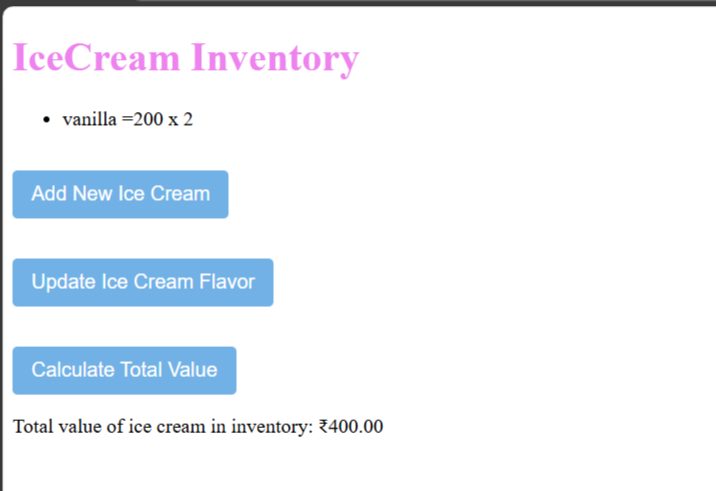 IceCream Inventory
vanilla =200 x 2
Add New Ice Cream
Update Ice Cream Flavor
Calculate Total Value
Total value of ice cream in inventory: ₹400.00